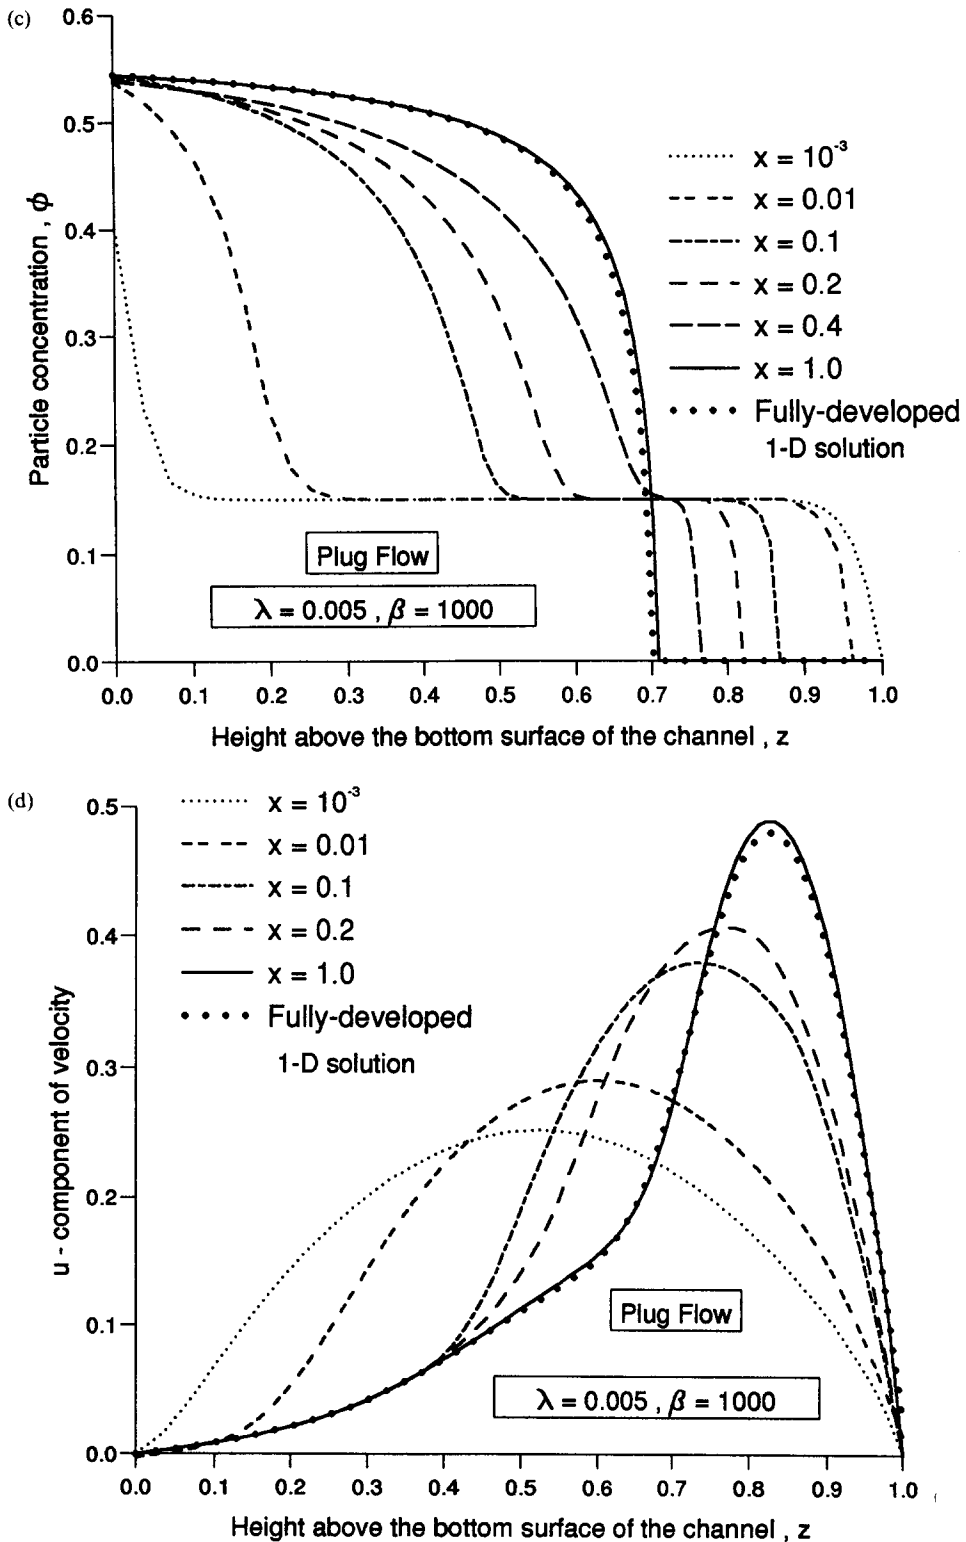 (c)
0.6
0.5
0.4
0.3
0.2
0.1
0.0
Particle concentration , ϕ
x = 10⁻³
x = 0.01
x = 0.1
x = 0.2
x = 0.4
x = 1.0
Fully-developed
1-D solution
Plug Flow
λ = 0.005 , β = 1000
0.0 0.1 0.2 0.3 0.4 0.5 0.6 0.7 0.8 0.9 1.0
Height above the bottom surface of the channel , z
(d)
0.5
0.4
0.3
0.2
0.1
0.0
u - component of velocity
x = 10⁻³
x = 0.01
x = 0.1
x = 0.2
x = 1.0
Fully-developed
1-D solution
Plug Flow
λ = 0.005 , β = 1000
0.0 0.1 0.2 0.3 0.4 0.5 0.6 0.7 0.8 0.9 1.0
Height above the bottom surface of the channel , z